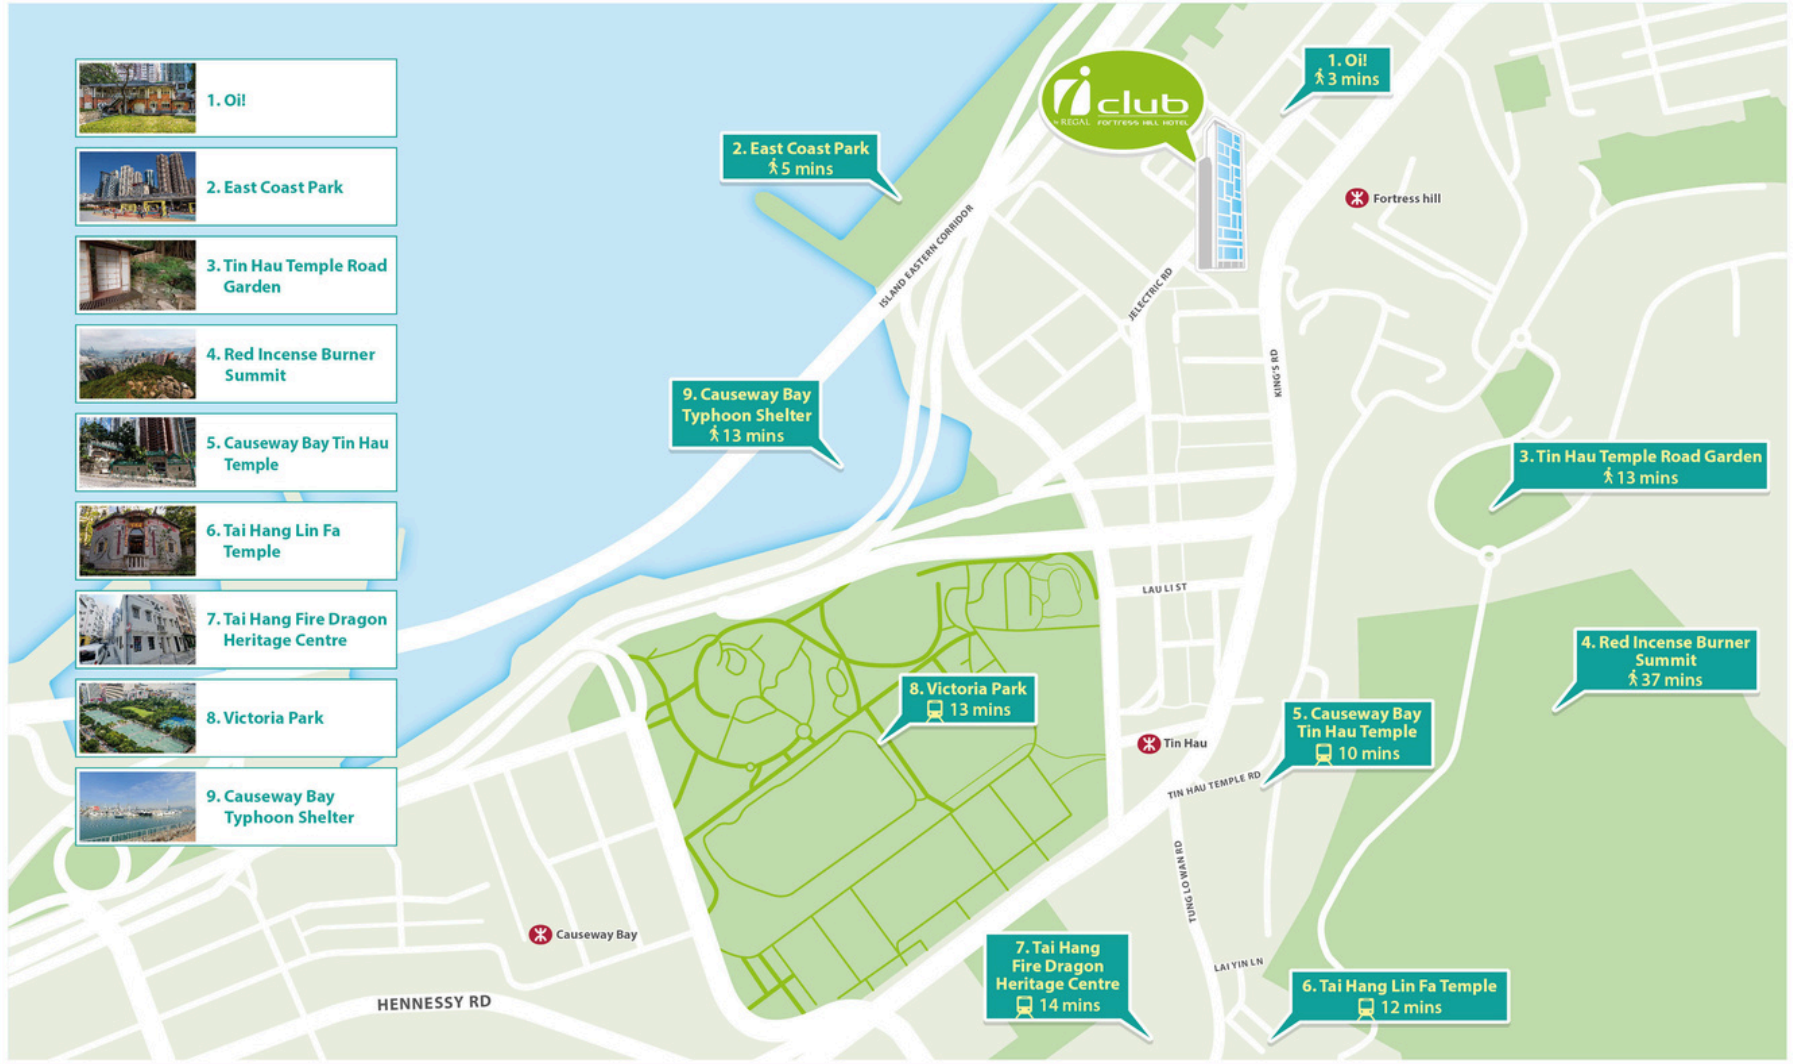 1. Oi!
2. East Coast Park
3. Tin Hau Temple Road
Garden
4. Red Incense Burner
Summit
5. Causeway Bay Tin Hau
Temple
6. Tai Hang Lin Fa
Temple
7. Tai Hang Fire Dragon
Heritage Centre
8. Victoria Park
9. Causeway Bay
Typhoon Shelter
iclub
by REGAL
FORTRESS HILL HOTEL
1. Oi!
3 mins
2. East Coast Park
5 mins
Fortress hill
ISLAND EASTERN CORRIDOR
JELECTRIC RD
KING'S RD
9. Causeway Bay
Typhoon Shelter
13 mins
3. Tin Hau Temple Road Garden
13 mins
LAU LI ST
4. Red Incense Burner
Summit
37 mins
8. Victoria Park
13 mins
5. Causeway Bay
Tin Hau Temple
10 mins
Tin Hau
TIN HAU TEMPLE RD
TUNG LO WAN RD
Causeway Bay
LAI YIN LN
7. Tai Hang
Fire Dragon
Heritage Centre
14 mins
6. Tai Hang Lin Fa Temple
12 mins
HENNESSY RD